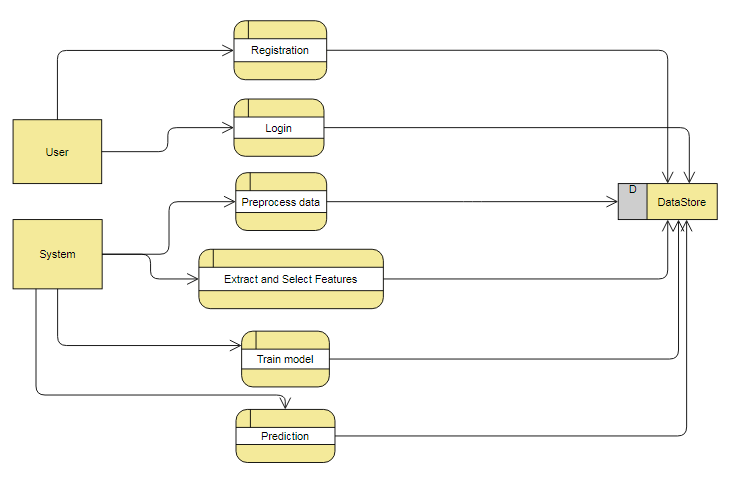 Registration
User
Login
D
DataStore
Preprocess data
System
Extract and Select Features
Train model
Prediction